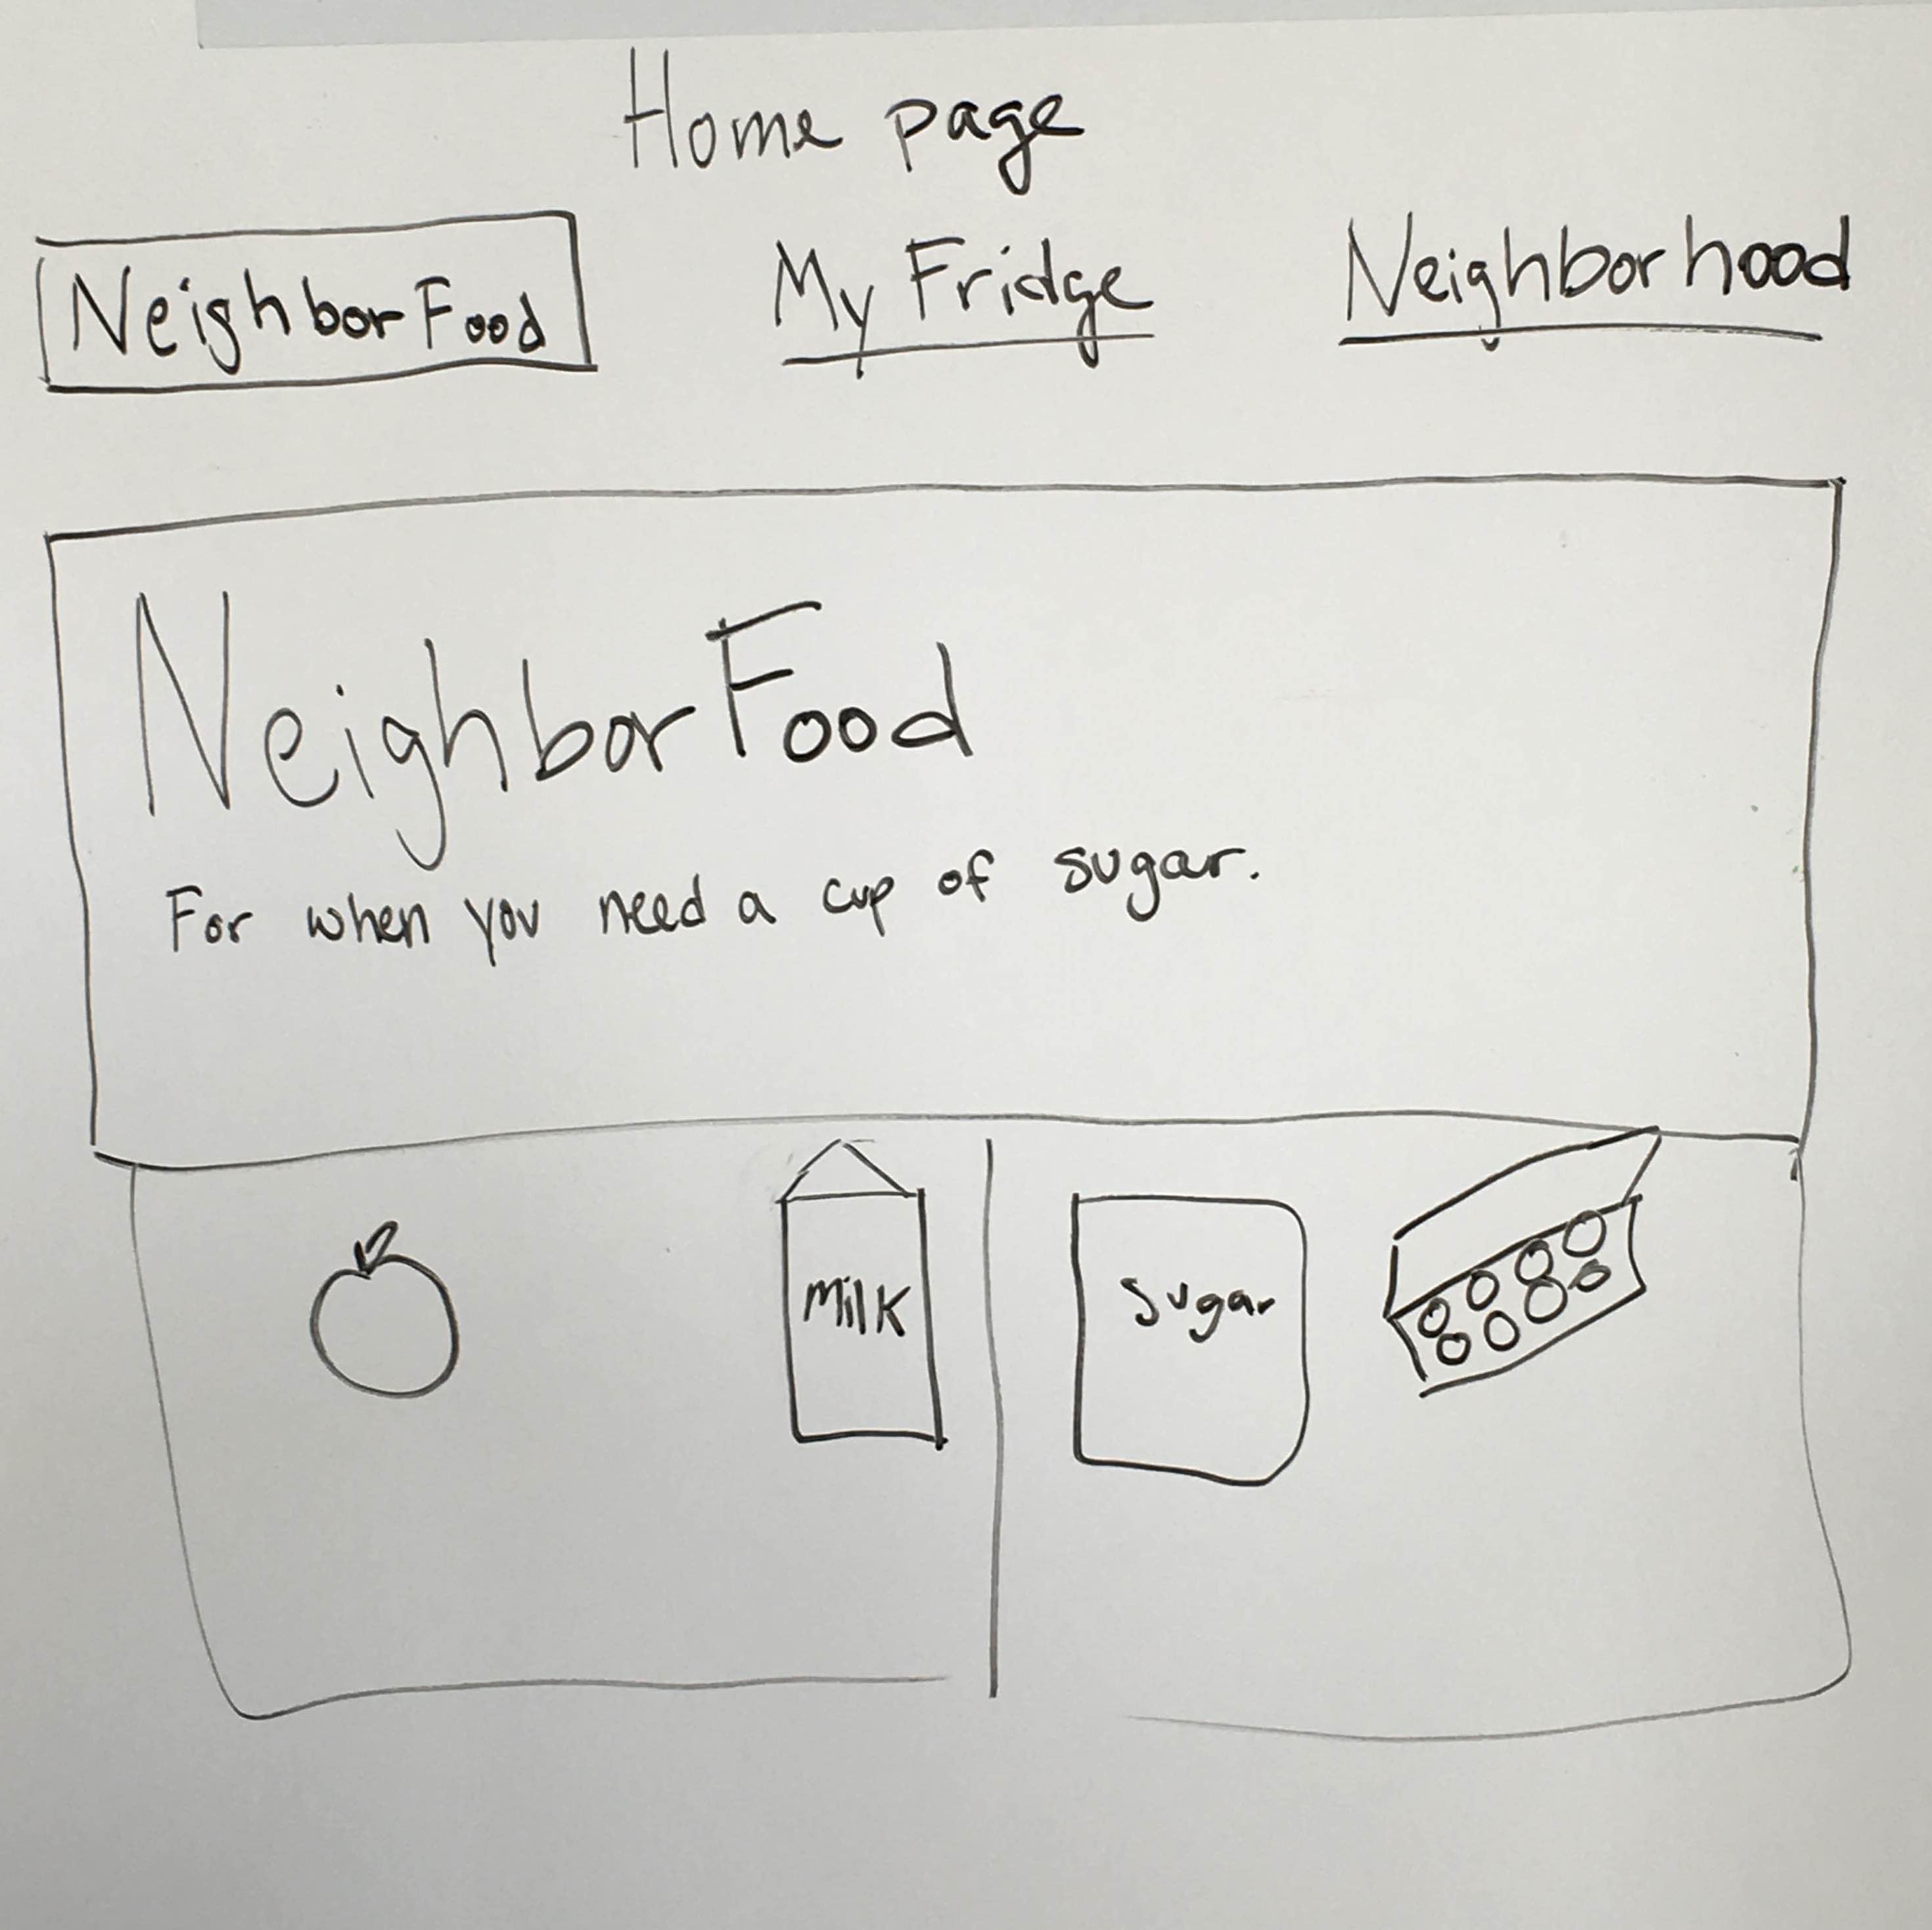 Home page
NeighborFood
My Fridge
Neighborhood
NeighborFood
For when you need a cup of sugar.
Milk
Sugar